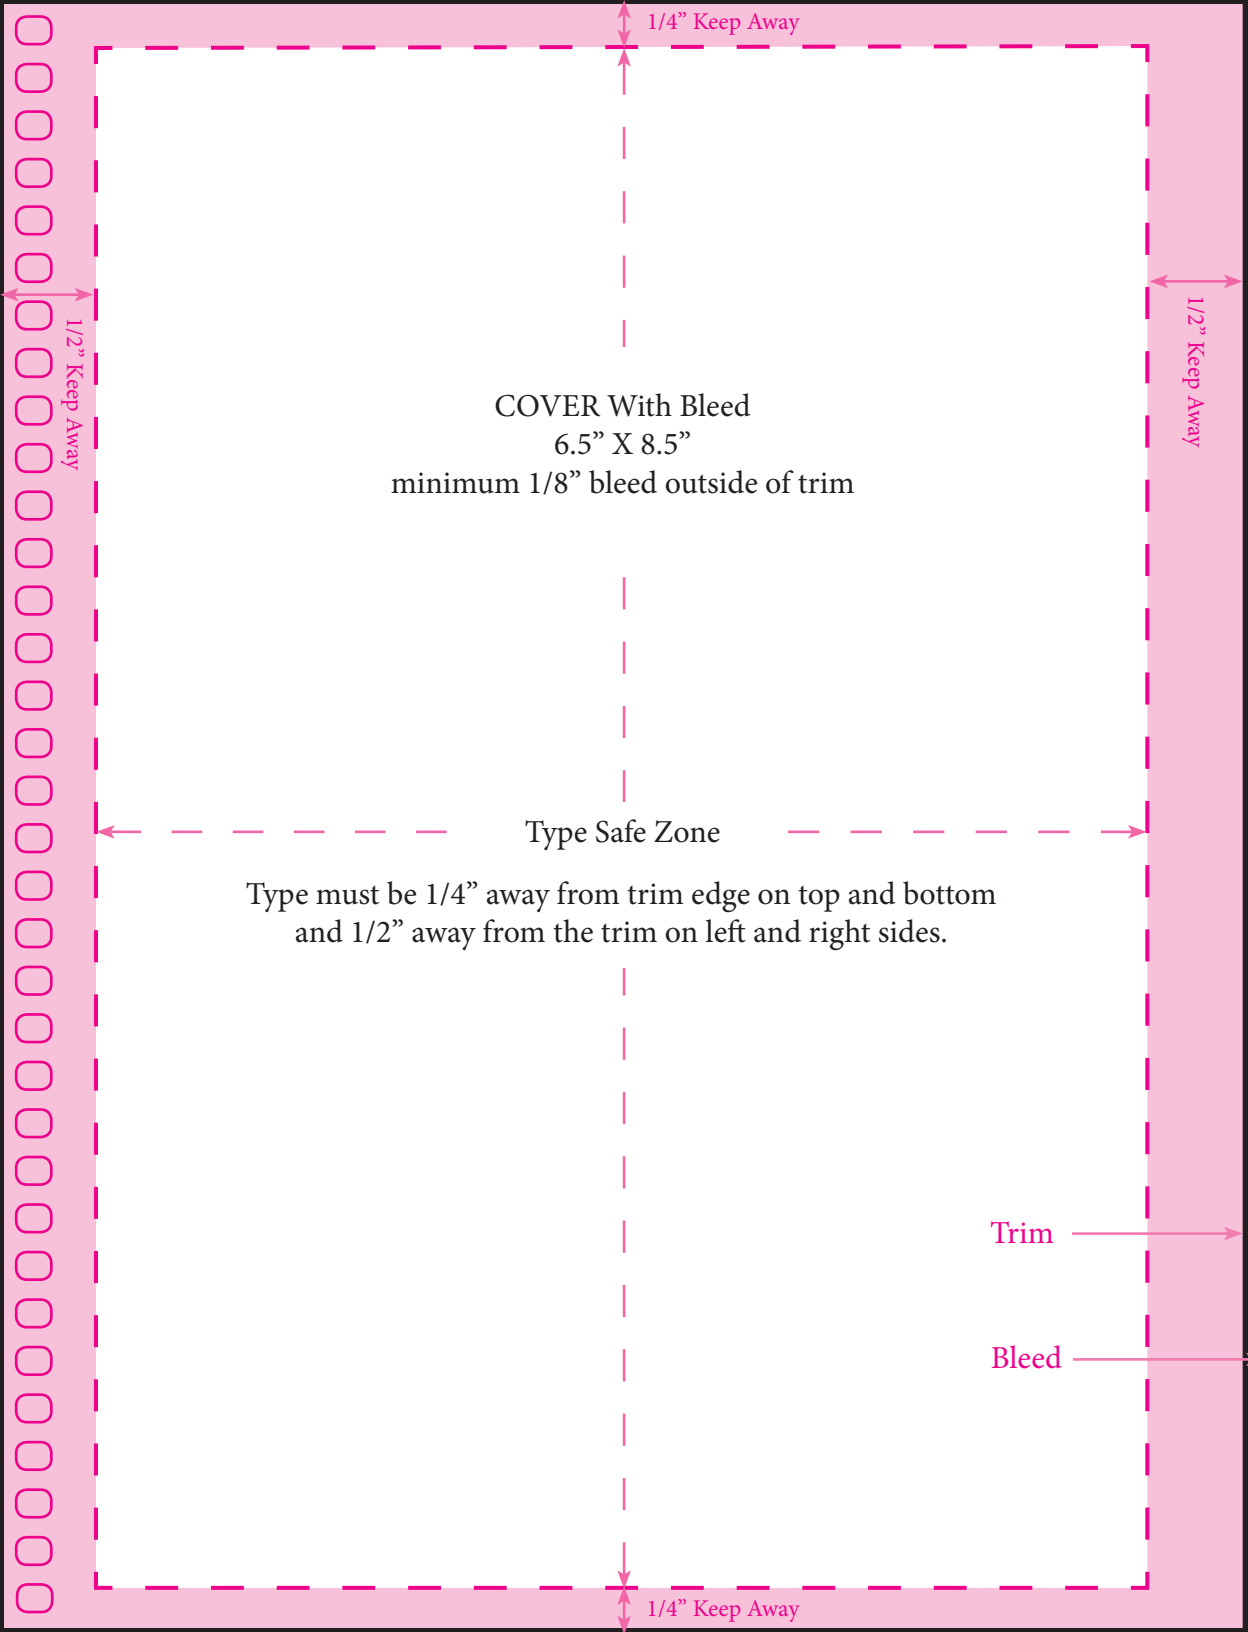 1/4” Keep Away
1/2” Keep Away
1/2” Keep Away
COVER With Bleed
6.5” X 8.5”
minimum 1/8” bleed outside of trim
Type Safe Zone
Type must be 1/4” away from trim edge on top and bottom
and 1/2” away from the trim on left and right sides.
Trim
Bleed
1/4” Keep Away